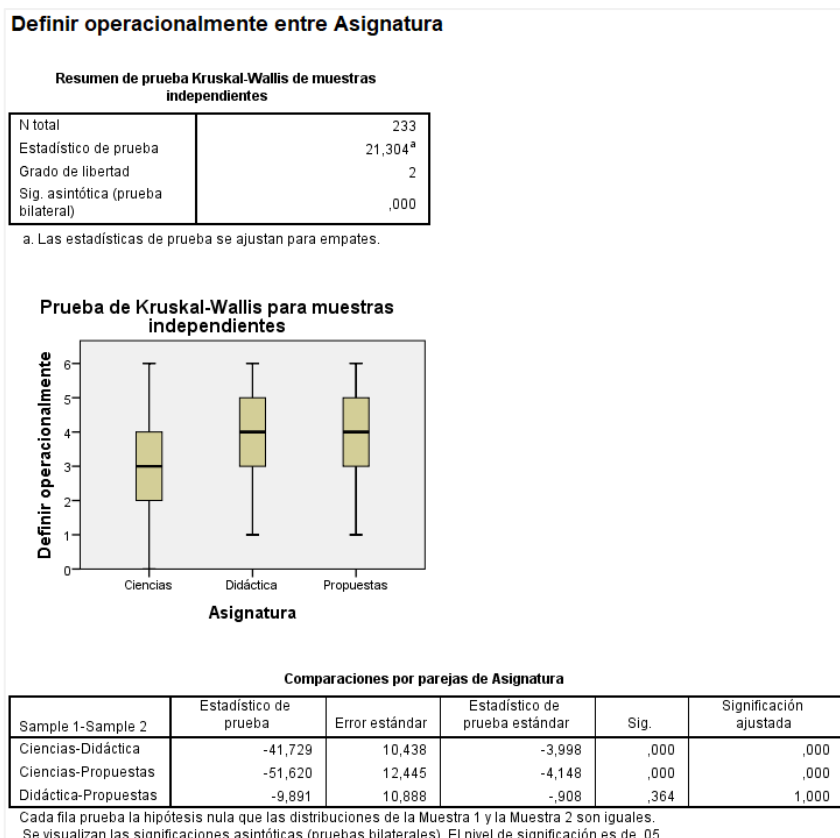 Definir operacionalmente entre Asignatura
Resumen de prueba Kruskal-Wallis de muestras
independientes
N total 233
Estadístico de prueba 21,304a
Grado de libertad 2
Sig. asintótica (prueba
bilateral) ,000
a. Las estadísticas de prueba se ajustan para empates.
Prueba de Kruskal-Wallis para muestras
independientes
Definir operacionalmente
6
5
4
3
2
1
0
Ciencias Didáctica Propuestas
Asignatura
Comparaciones por parejas de Asignatura
Sample 1-Sample 2 Estadístico de prueba Error estándar Estadístico de prueba estándar Sig. Significación ajustada
Ciencias-Didáctica -41,729 10,438 -3,998 ,000 ,000
Ciencias-Propuestas -51,620 12,445 -4,148 ,000 ,000
Didáctica-Propuestas -9,891 10,888 -,908 ,364 1,000
Cada fila prueba la hipótesis nula que las distribuciones de la Muestra 1 y la Muestra 2 son iguales.
Se visualizan las significaciones asintóticas (pruebas bilaterales). El nivel de significación es de ,05.